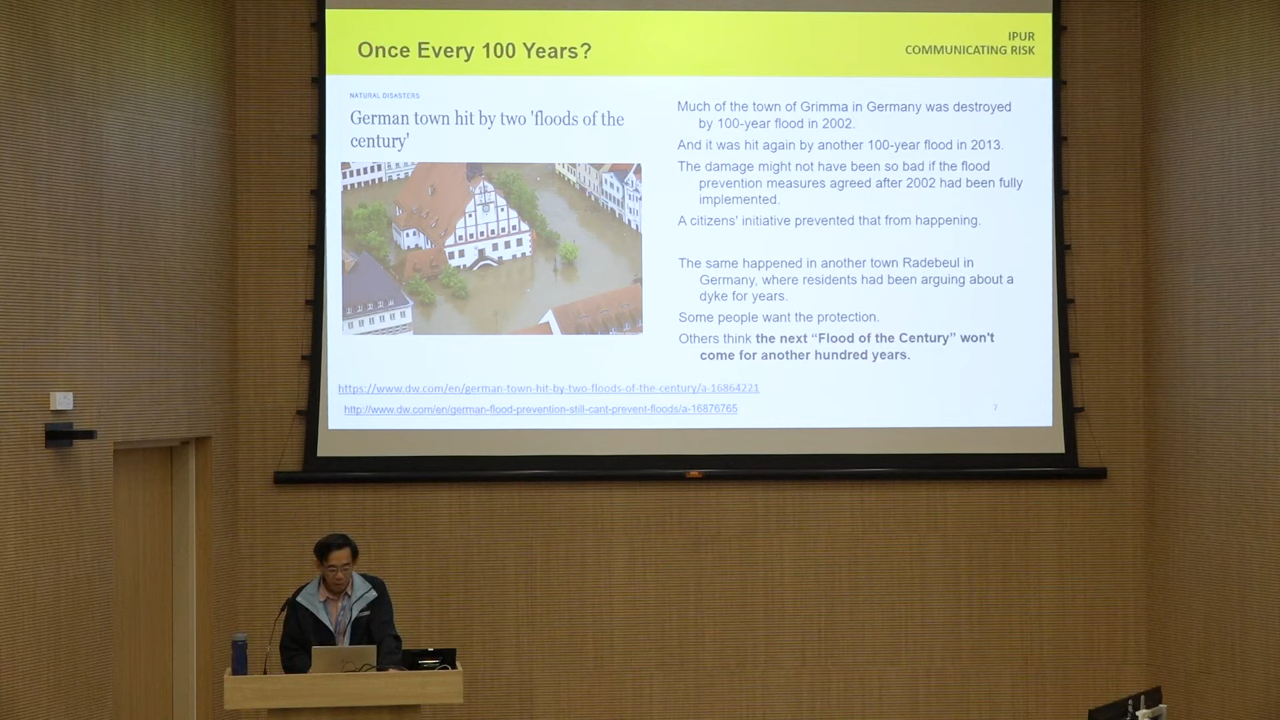 Once Every 100 Years?
IPUR
COMMUNICATING RISK
NATURAL DISASTERS
German town hit by two 'floods of the
century'
Much of the town of Grimma in Germany was destroyed
by 100-year flood in 2002.
And it was hit again by another 100-year flood in 2013.
The damage might not have been so bad if the flood
prevention measures agreed after 2002 had been fully
implemented.
A citizens' initiative prevented that from happening.
The same happened in another town Radebeul in
Germany, where residents had been arguing about a
dyke for years.
Some people want the protection.
Others think the next “Flood of the Century” won't
come for another hundred years.
https://www.dw.com/en/german-town-hit-by-two-floods-of-the-century/a-16864221
http://www.dw.com/en/german-flood-prevention-still-cant-prevent-floods/a-16876765
7